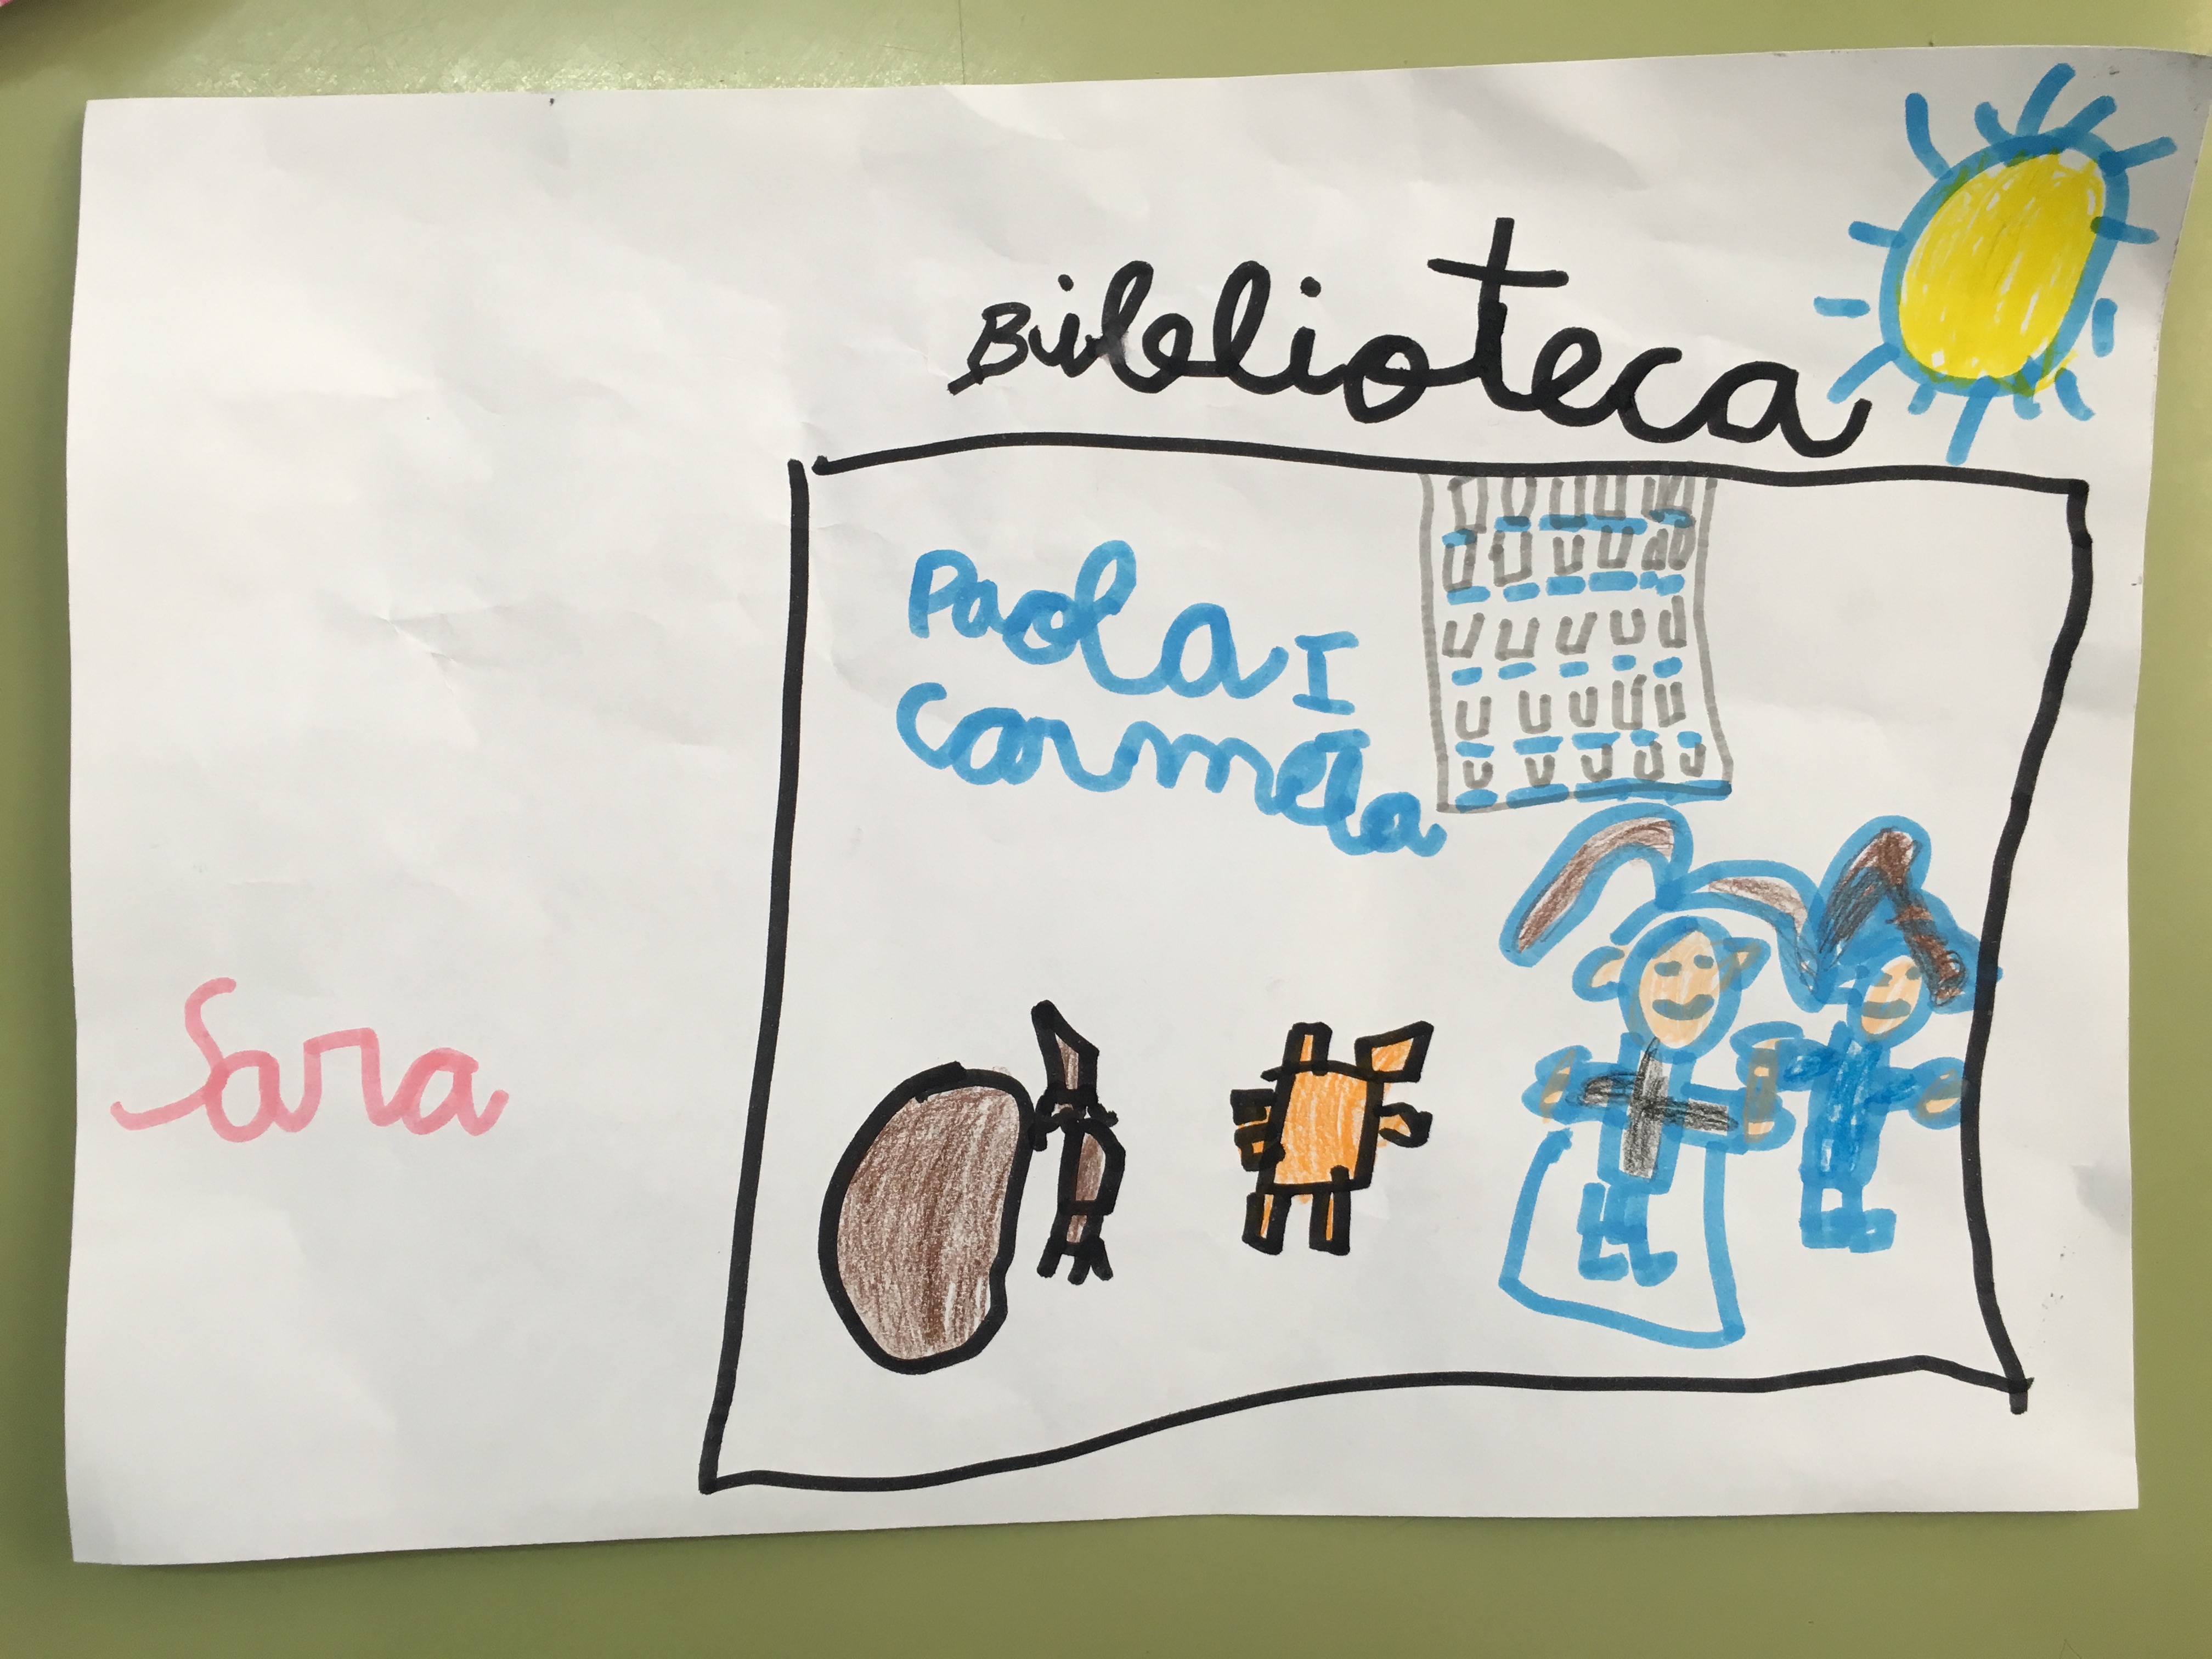 Biblioteca
Paola I
Carmela
Sara